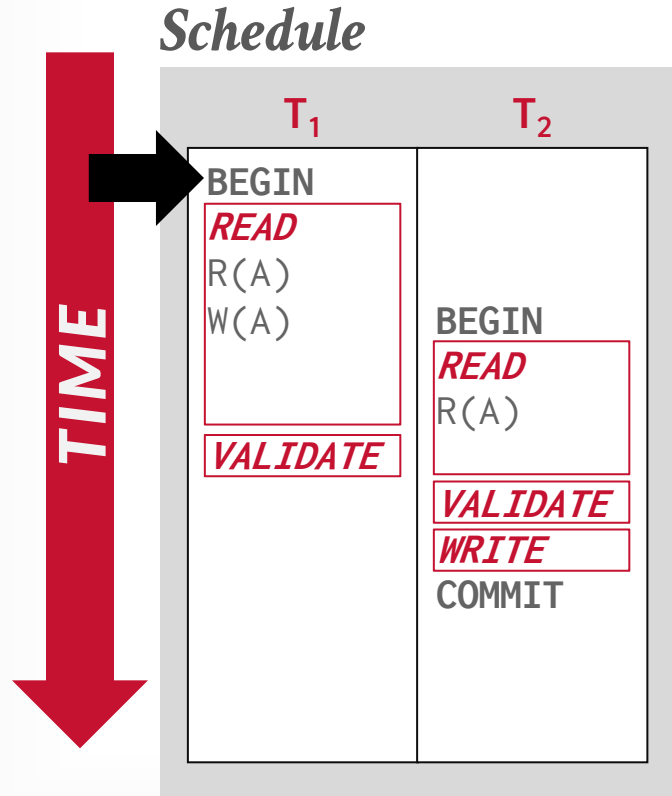 Schedule
TIME
T₁ T₂
BEGIN
READ
R(A)
W(A)
VALIDATE
BEGIN
READ
R(A)
VALIDATE
WRITE
COMMIT